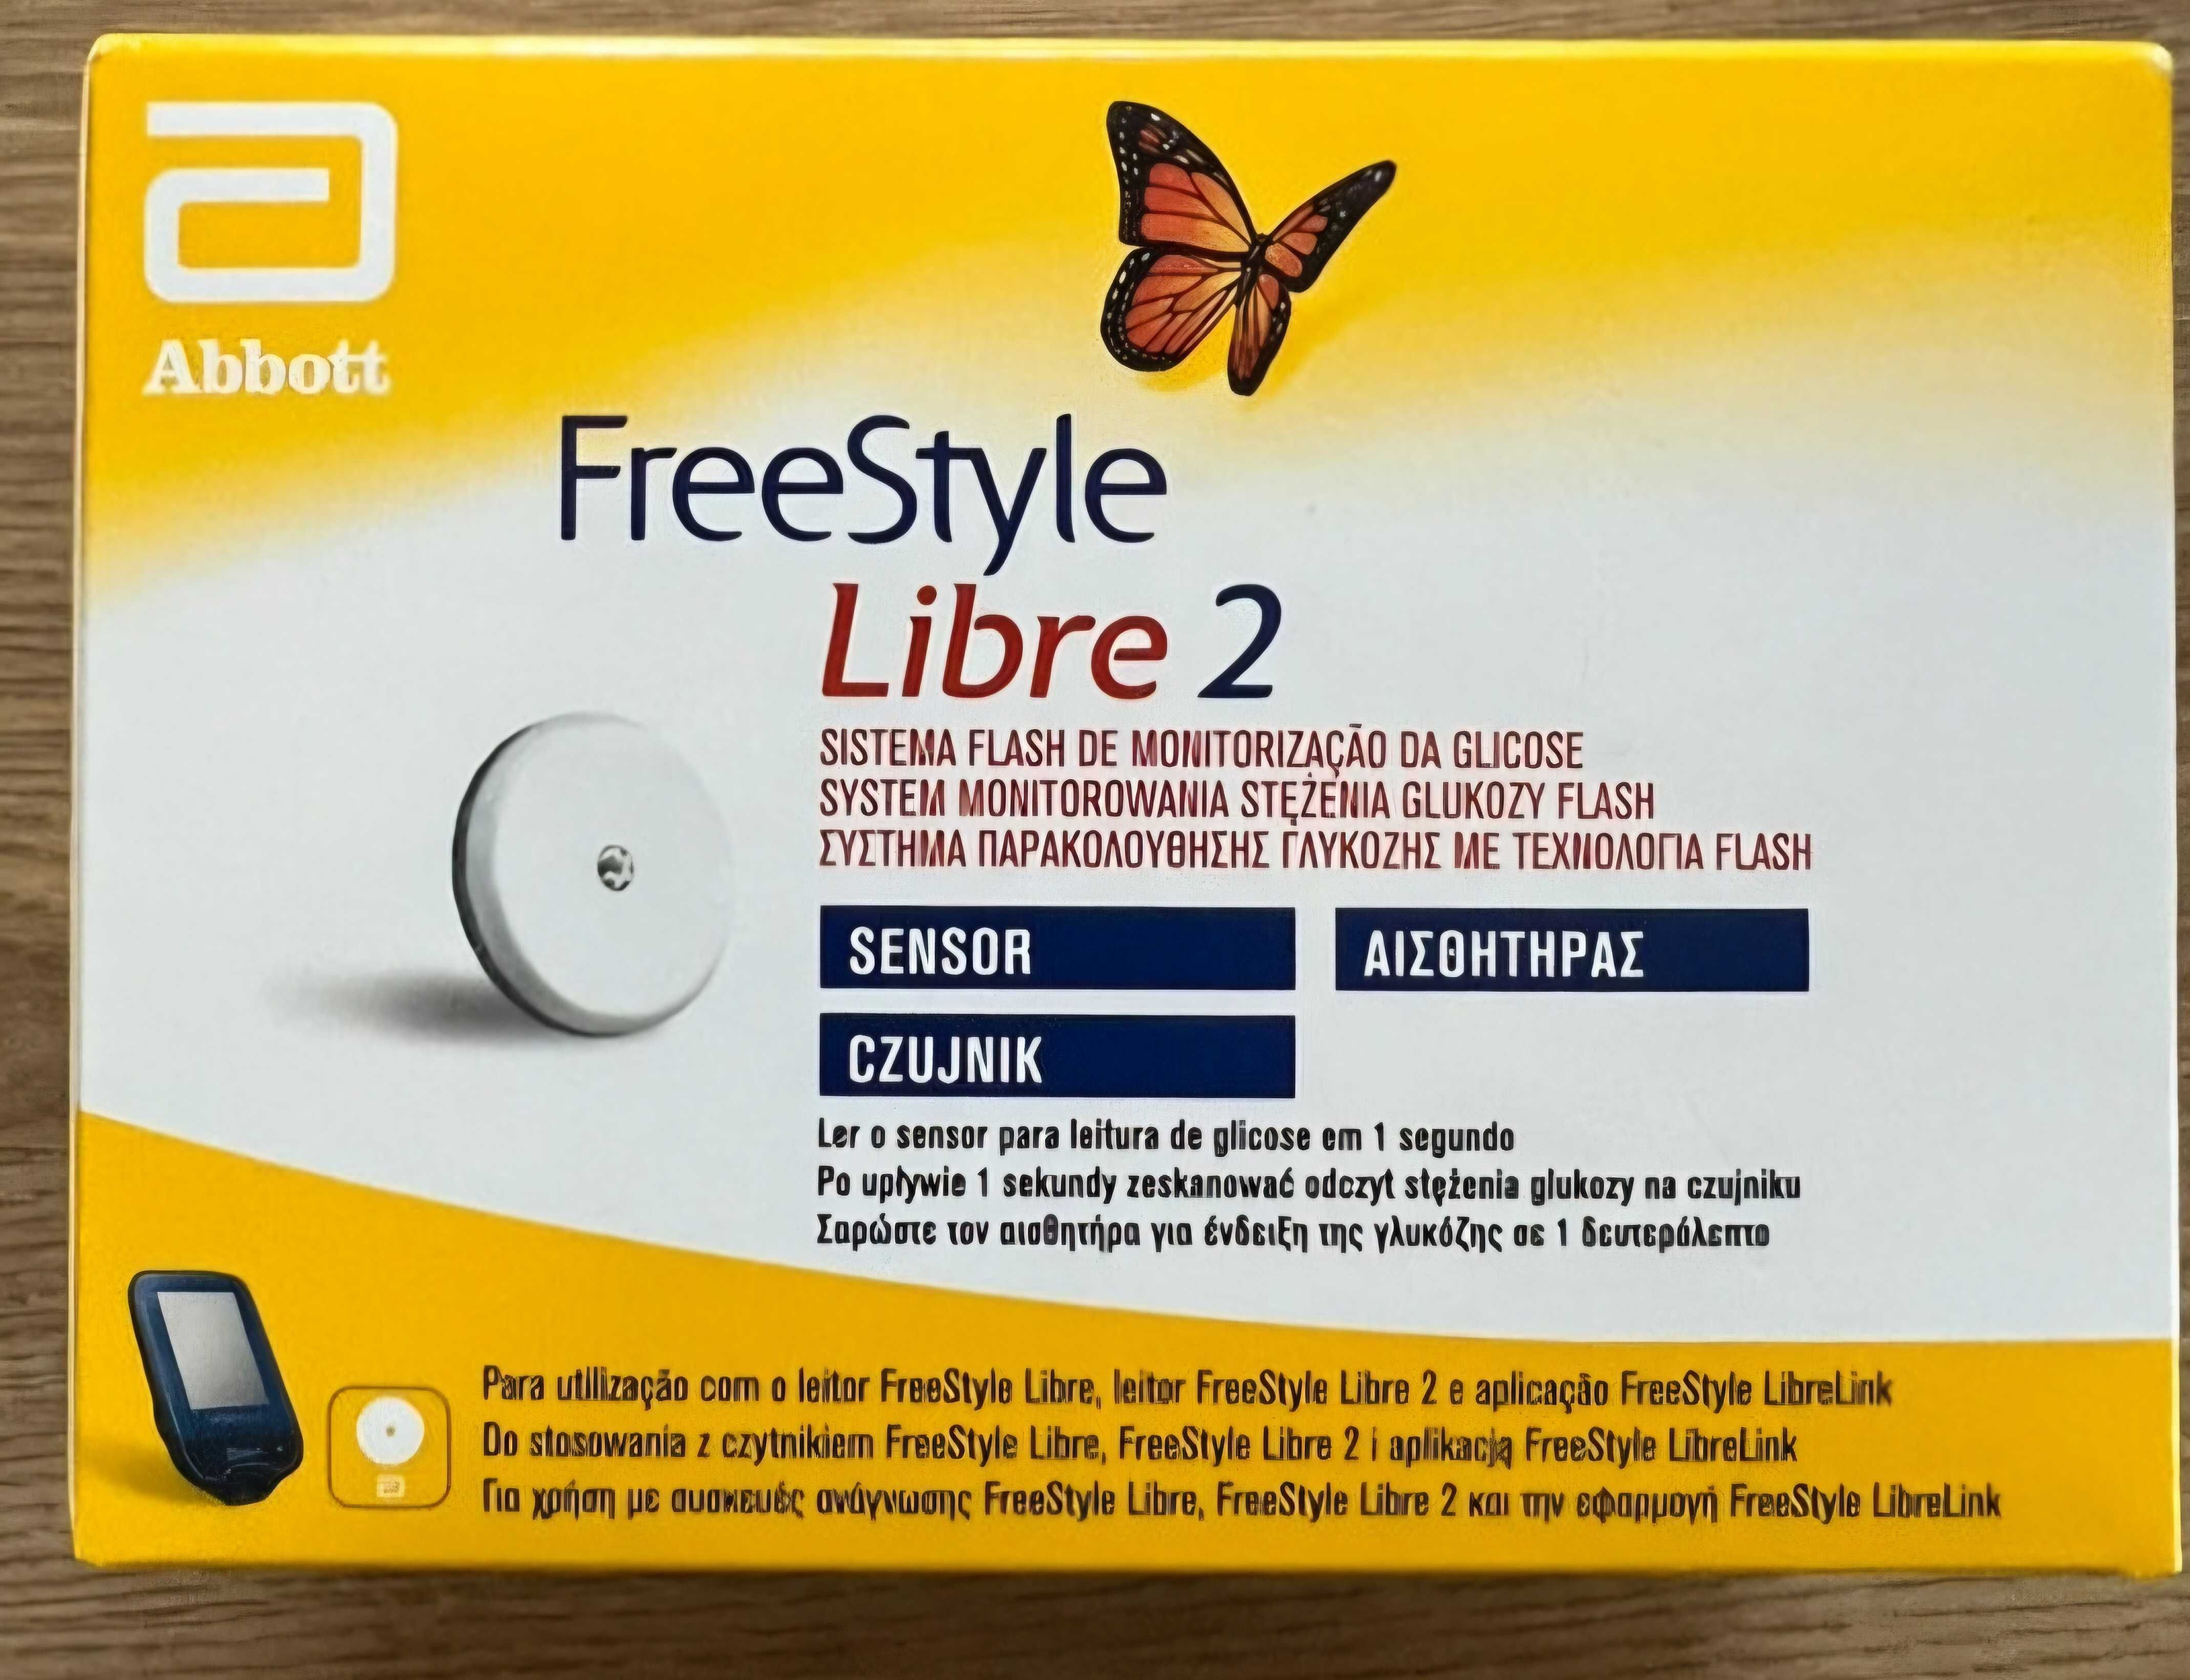 Abbott
FreeStyle
Libre 2
SISTEMA FLASH DE MONITORIZAÇÃO DA GLICOSE
SYSTEM MONITOROWANIA STĘŻENIA GLUKOZY FLASH
ΣΥΣΤΗΜΑ ΠΑΡΑΚΟΛΟΥΘΗΣΗΣ ΓΛΥΚΟΖΗΣ ΜΕ ΤΕΧΝΟΛΟΓΙΑ FLASH
SENSOR ΑΙΣΘΗΤΗΡΑΣ
CZUJNIK
Ler o sensor para leitura de glicose em 1 segundo
Po upływie 1 sekundy zeskanować odczyt stężenia glukozy na czujniku
Σαρώστε τον αισθητήρα για ένδειξη της γλυκόζης σε 1 δευτερόλεπτο
Para utilização com o leitor FreeStyle Libre, leitor FreeStyle Libre 2 e aplicação FreeStyle LibreLink
Do stosowania z czytnikiem FreeStyle Libre, FreeStyle Libre 2 i aplikacją FreeStyle LibreLink
Για χρήση με συσκευές ανάγνωσης FreeStyle Libre, FreeStyle Libre 2 και την εφαρμογή FreeStyle LibreLink